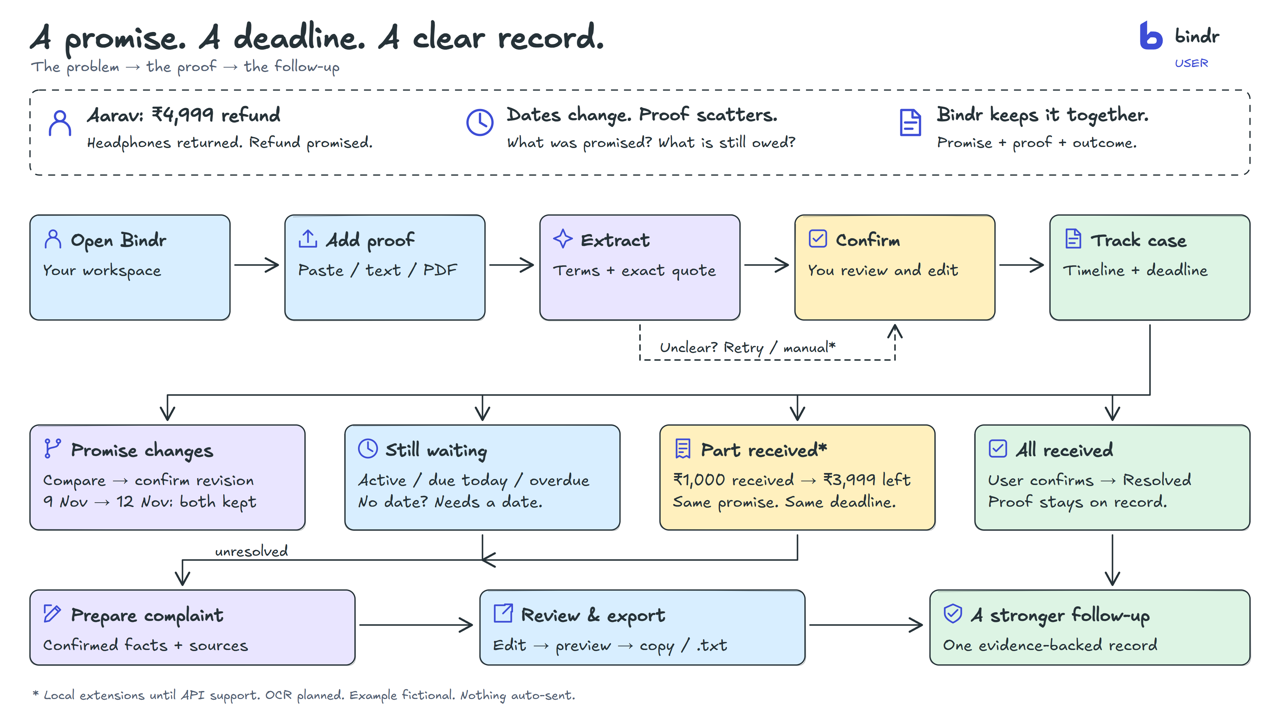 A promise. A deadline. A clear record.
The problem → the proof → the follow-up
bindr
USER
Aarav: ₹4,999 refund
Headphones returned. Refund promised.
Dates change. Proof scatters.
What was promised? What is still owed?
Bindr keeps it together.
Promise + proof + outcome.
Open Bindr
Your workspace
Add proof
Paste / text / PDF
Extract
Terms + exact quote
Confirm
You review and edit
Track case
Timeline + deadline
Unclear? Retry / manual*
Promise changes
Compare → confirm revision
9 Nov → 12 Nov: both kept
Still waiting
Active / due today / overdue
No date? Needs a date.
Part received*
₹1,000 received → ₹3,999 left
Same promise. Same deadline.
All received
User confirms → Resolved
Proof stays on record.
unresolved
Prepare complaint
Confirmed facts + sources
Review & export
Edit → preview → copy / .txt
A stronger follow-up
One evidence-backed record
* Local extensions until API support. OCR planned. Example fictional. Nothing auto-sent.